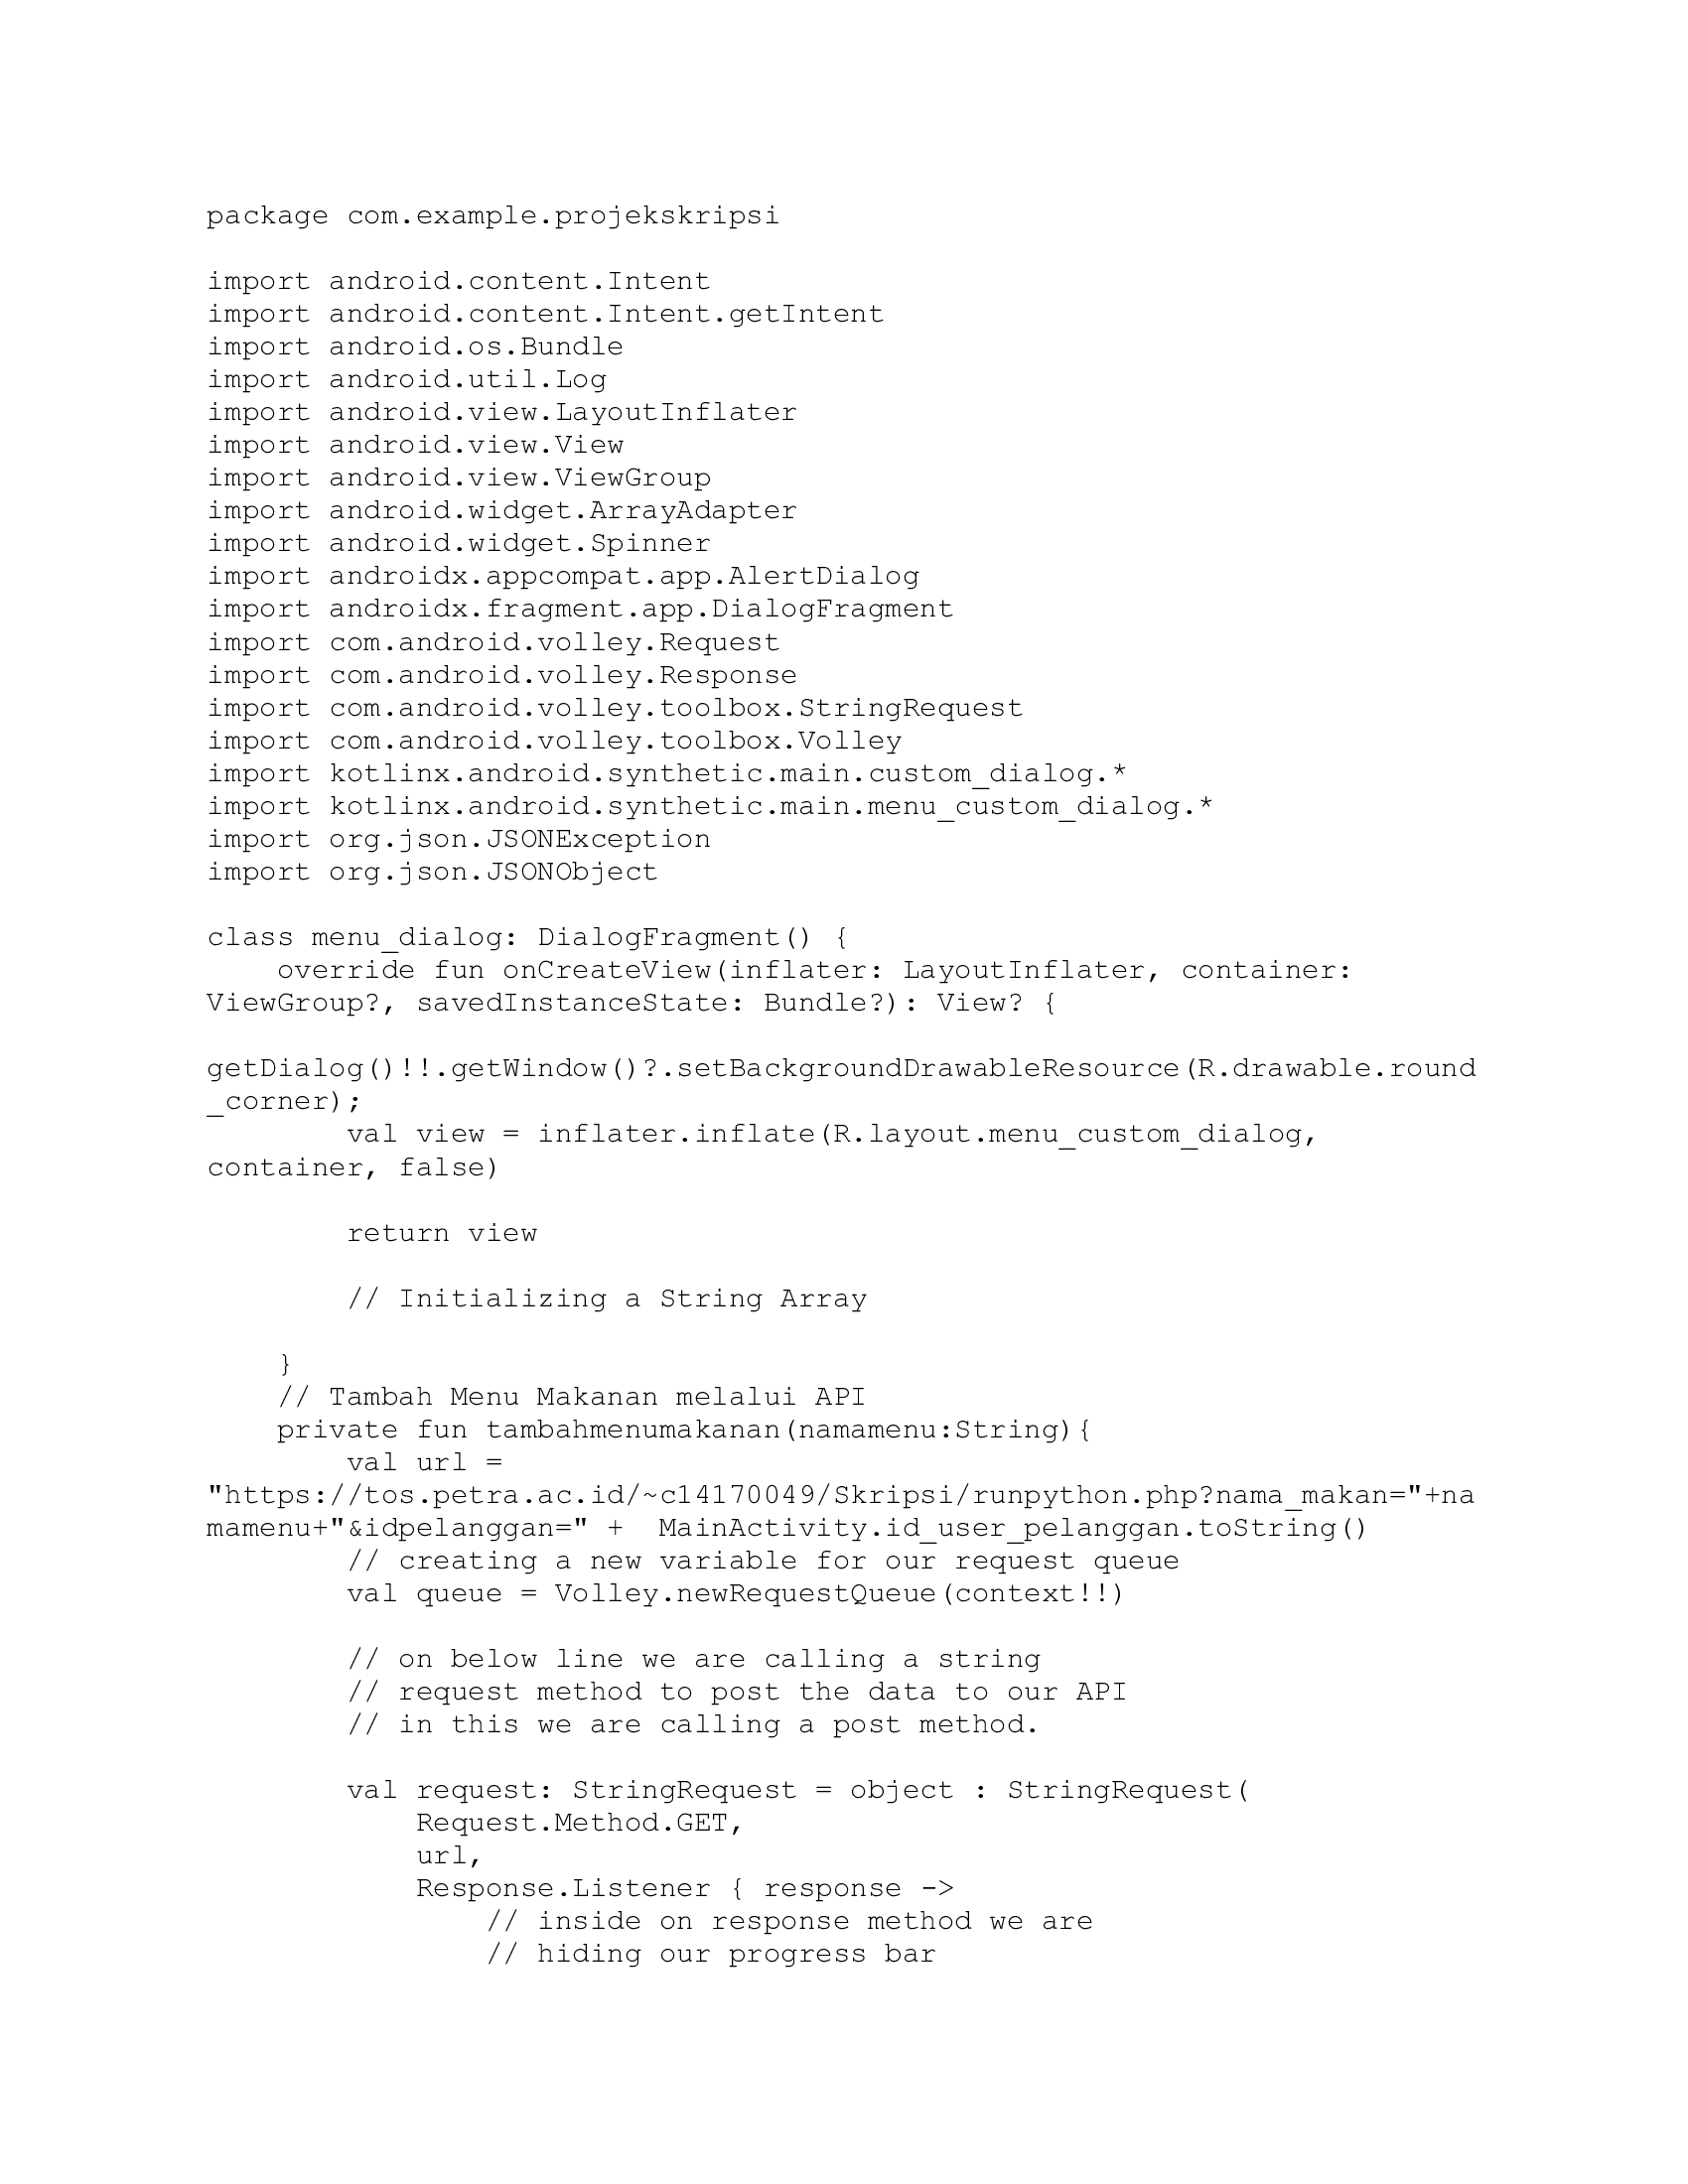 package com.example.projekskripsi

import android.content.Intent
import android.content.Intent.getIntent
import android.os.Bundle
import android.util.Log
import android.view.LayoutInflater
import android.view.View
import android.view.ViewGroup
import android.widget.ArrayAdapter
import android.widget.Spinner
import androidx.appcompat.app.AlertDialog
import androidx.fragment.app.DialogFragment
import com.android.volley.Request
import com.android.volley.Response
import com.android.volley.toolbox.StringRequest
import com.android.volley.toolbox.Volley
import kotlinx.android.synthetic.main.custom_dialog.*
import kotlinx.android.synthetic.main.menu_custom_dialog.*
import org.json.JSONException
import org.json.JSONObject

class menu_dialog: DialogFragment() {
    override fun onCreateView(inflater: LayoutInflater, container:
ViewGroup?, savedInstanceState: Bundle?): View? {

getDialog()!!.getWindow()?.setBackgroundDrawableResource(R.drawable.round
_corner);
        val view = inflater.inflate(R.layout.menu_custom_dialog,
container, false)

        return view

        // Initializing a String Array

    }
    // Tambah Menu Makanan melalui API
    private fun tambahmenumakanan(namamenu:String){
        val url =
"https://tos.petra.ac.id/~c14170049/Skripsi/runpython.php?nama_makan="+na
mamenu+"&idpelanggan=" +  MainActivity.id_user_pelanggan.toString()
        // creating a new variable for our request queue
        val queue = Volley.newRequestQueue(context!!)

        // on below line we are calling a string
        // request method to post the data to our API
        // in this we are calling a post method.

        val request: StringRequest = object : StringRequest(
            Request.Method.GET,
            url,
            Response.Listener { response ->
                // inside on response method we are
                // hiding our progress bar